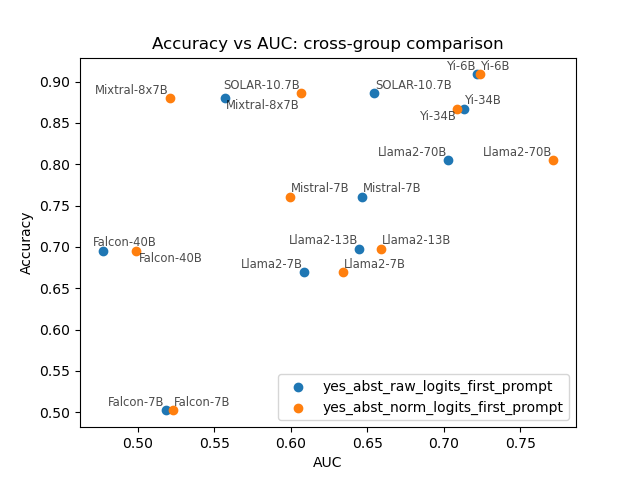 Accuracy vs AUC: cross-group comparison
Yi-6B Yi-6B
0.90
Mixtral-8x7B SOLAR-10.7B SOLAR-10.7B
Mixtral-8x7B Yi-34B
Yi-34B
0.85
Llama2-70B Llama2-70B
0.80
Mistral-7B Mistral-7B
0.75
Falcon-40B Llama2-13B Llama2-13B
0.70
Falcon-40B Llama2-7B Llama2-7B
0.65
0.60
0.55
Falcon-7B Falcon-7B
0.50
Accuracy
yes_abst_raw_logits_first_prompt
yes_abst_norm_logits_first_prompt
0.50 0.55 0.60 0.65 0.70 0.75
AUC